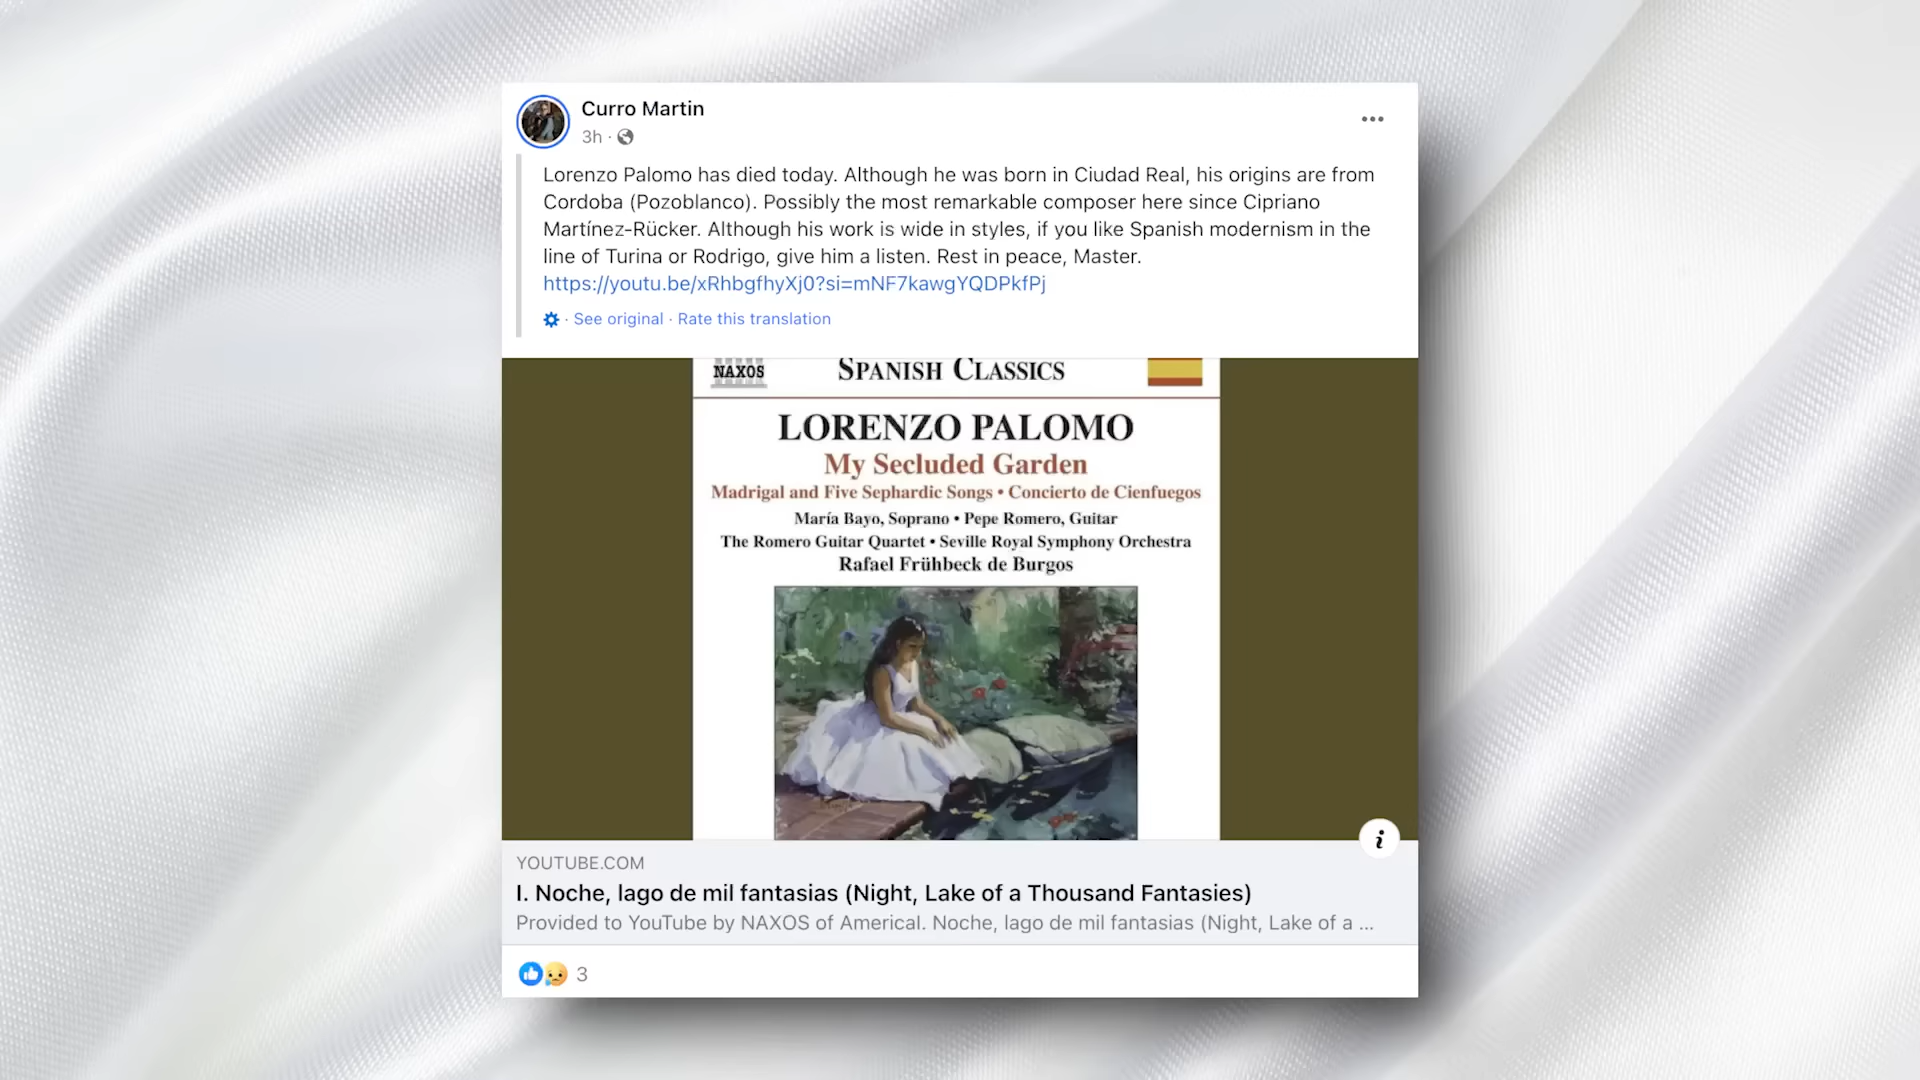 Curro Martin
3h ·
Lorenzo Palomo has died today. Although he was born in Ciudad Real, his origins are from
Cordoba (Pozoblanco). Possibly the most remarkable composer here since Cipriano
Martínez-Rücker. Although his work is wide in styles, if you like Spanish modernism in the
line of Turina or Rodrigo, give him a listen. Rest in peace, Master.
https://youtu.be/xRhbgfhyXj0?si=mNF7kawgYQDPkfPj
· See original · Rate this translation
NAXOS
SPANISH CLASSICS
LORENZO PALOMO
My Secluded Garden
Madrigal and Five Sephardic Songs • Concierto de Cienfuegos
María Bayo, Soprano • Pepe Romero, Guitar
The Romero Guitar Quartet • Seville Royal Symphony Orchestra
Rafael Frühbeck de Burgos
i
YOUTUBE.COM
I. Noche, lago de mil fantasias (Night, Lake of a Thousand Fantasies)
Provided to YouTube by NAXOS of AmericaI. Noche, lago de mil fantasias (Night, Lake of a ...
3